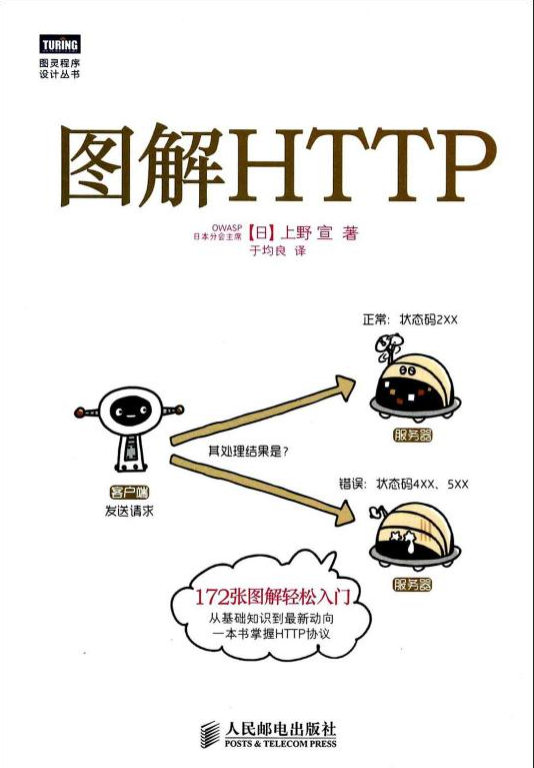 TURING
图灵程序
设计丛书
图解HTTP
OWASP
日本分会主席
【日】上野 宣 著
于均良 译
正常：状态码2XX
服务器
其处理结果是？
客户端
发送请求
错误：状态码4XX、5XX
服务器
172张图解轻松入门
从基础知识到最新动向
一本书掌握HTTP协议
人民邮电出版社
POSTS & TELECOM PRESS